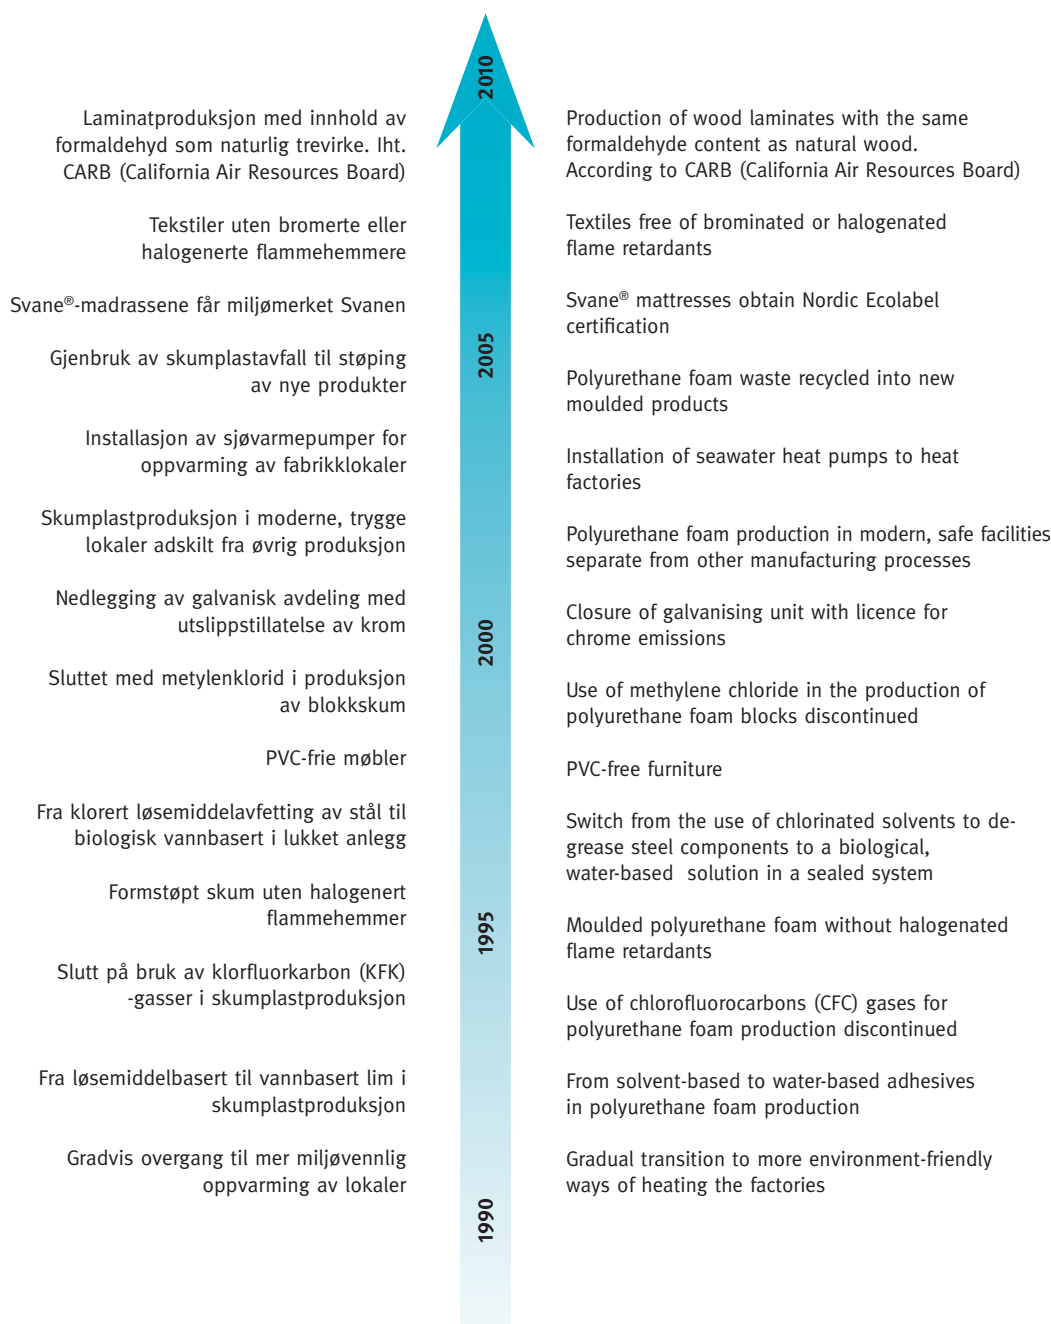 Laminatproduksjon med innhold av
formaldehyd som naturlig trevirke. Iht.
CARB (California Air Resources Board)
Tekstiler uten bromerte eller
halogenerte flammehemmere
Svane®-madrassene får miljømerket Svanen
Gjenbruk av skumplastavfall til støping
av nye produkter
Installasjon av sjøvarmepumper for
oppvarming av fabrikklokaler
Skumplastproduksjon i moderne, trygge
lokaler adskilt fra øvrig produksjon
Nedlegging av galvanisk avdeling med
utslippstillatelse av krom
Sluttet med metylenklorid i produksjon
av blokkskum
PVC-frie møbler
Fra klorert løsemiddelavfetting av stål til
biologisk vannbasert i lukket anlegg
Formstøpt skum uten halogenert
flammehemmer
Slutt på bruk av klorfluorkarbon (KFK)
-gasser i skumplastproduksjon
Fra løsemiddelbasert til vannbasert lim i
skumplastproduksjon
Gradvis overgang til mer miljøvennlig
oppvarming av lokaler
2010
2005
2000
1995
1990
Production of wood laminates with the same
formaldehyde content as natural wood.
According to CARB (California Air Resources Board)
Textiles free of brominated or halogenated
flame retardants
Svane® mattresses obtain Nordic Ecolabel
certification
Polyurethane foam waste recycled into new
moulded products
Installation of seawater heat pumps to heat
factories
Polyurethane foam production in modern, safe facilities
separate from other manufacturing processes
Closure of galvanising unit with licence for
chrome emissions
Use of methylene chloride in the production of
polyurethane foam blocks discontinued
PVC-free furniture
Switch from the use of chlorinated solvents to de-
grease steel components to a biological,
water-based solution in a sealed system
Moulded polyurethane foam without halogenated
flame retardants
Use of chlorofluorocarbons (CFC) gases for
polyurethane foam production discontinued
From solvent-based to water-based adhesives
in polyurethane foam production
Gradual transition to more environment-friendly
ways of heating the factories